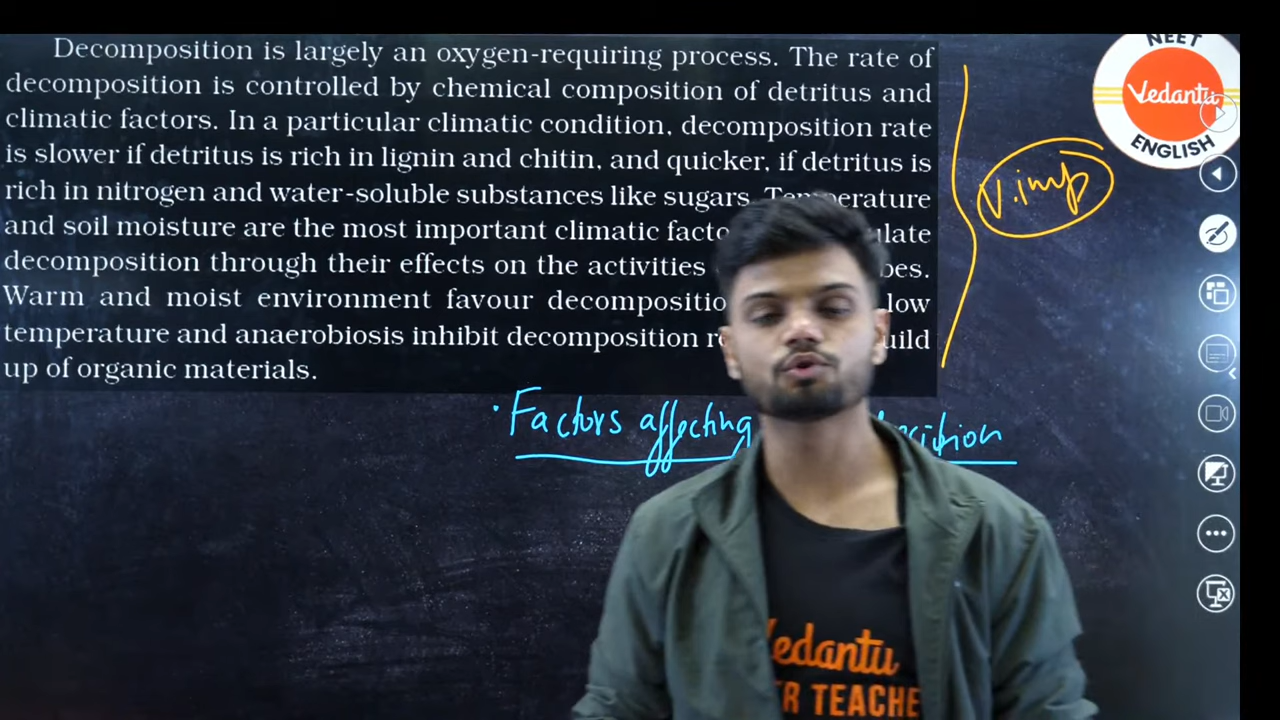 Decomposition is largely an oxygen-requiring process. The rate of
decomposition is controlled by chemical composition of detritus and
climatic factors. In a particular climatic condition, decomposition rate
is slower if detritus is rich in lignin and chitin, and quicker, if detritus is
rich in nitrogen and water-soluble substances like sugars. Temperature
and soil moisture are the most important climatic
decomposition through their effects on the activities
Warm and moist environment favour low
temperature and anaerobiosis inhibit decomposition
up of organic materials.
V. imp
NEET
Vedantu
ENGLISH
• Factors affecting
Vedantu
TEACHE